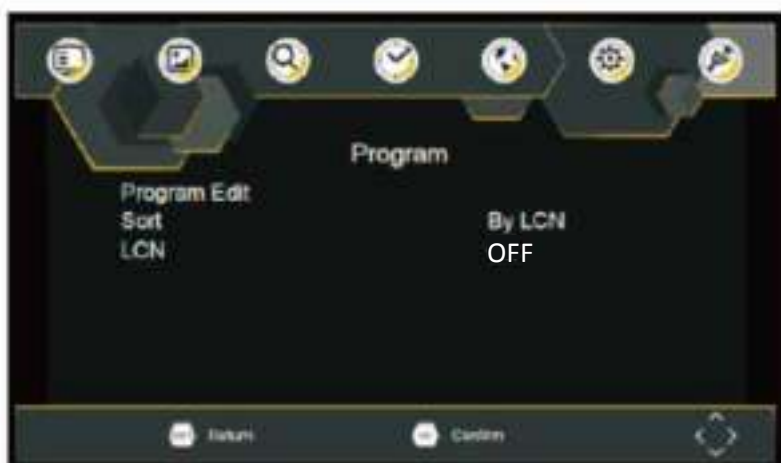 Program
Program Edit
Sort By LCN
LCN OFF
Return Confirm